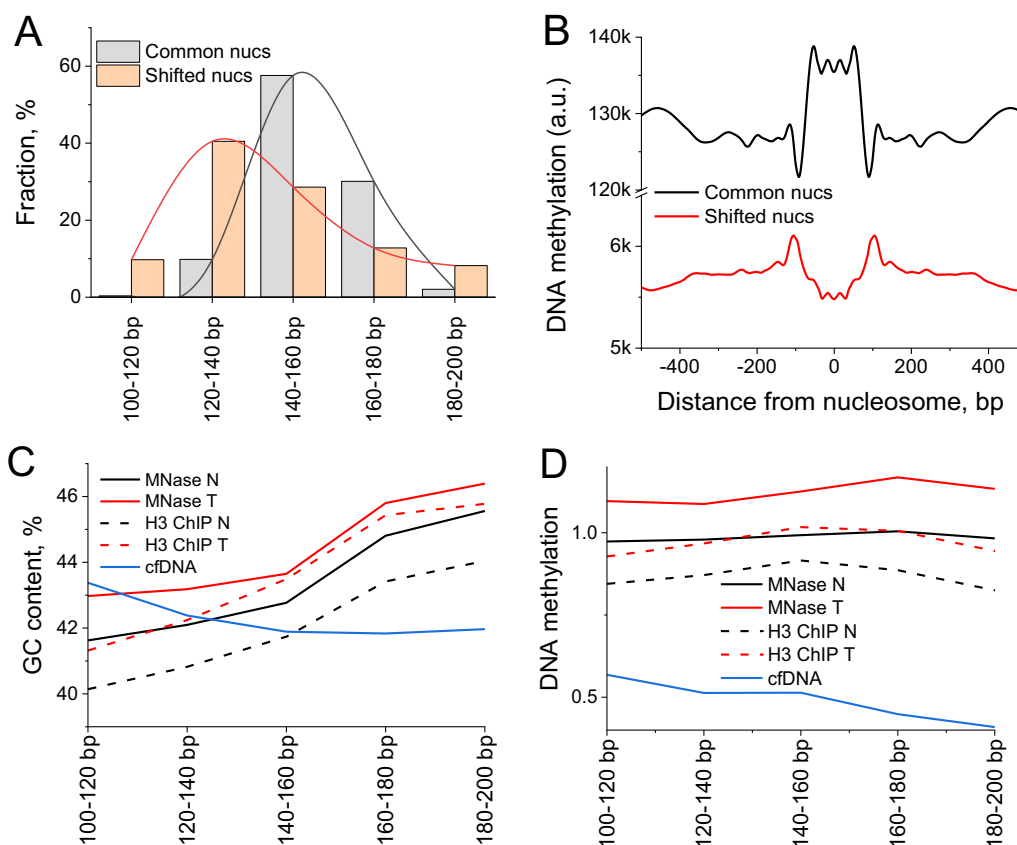 A
Common nucs
Shifted nucs
Fraction, %
60
40
20
0
100-120 bp
120-140 bp
140-160 bp
160-180 bp
180-200 bp
B
DNA methylation (a.u.)
140k
130k
120k
6k
5k
Common nucs
Shifted nucs
-400
-200
0
200
400
Distance from nucleosome, bp
C
GC content, %
46
44
42
40
MNase N
MNase T
H3 ChIP N
H3 ChIP T
cfDNA
100-120 bp
120-140 bp
140-160 bp
160-180 bp
180-200 bp
D
DNA methylation
1.0
0.5
MNase N
MNase T
H3 ChIP N
H3 ChIP T
cfDNA
100-120 bp
120-140 bp
140-160 bp
160-180 bp
180-200 bp